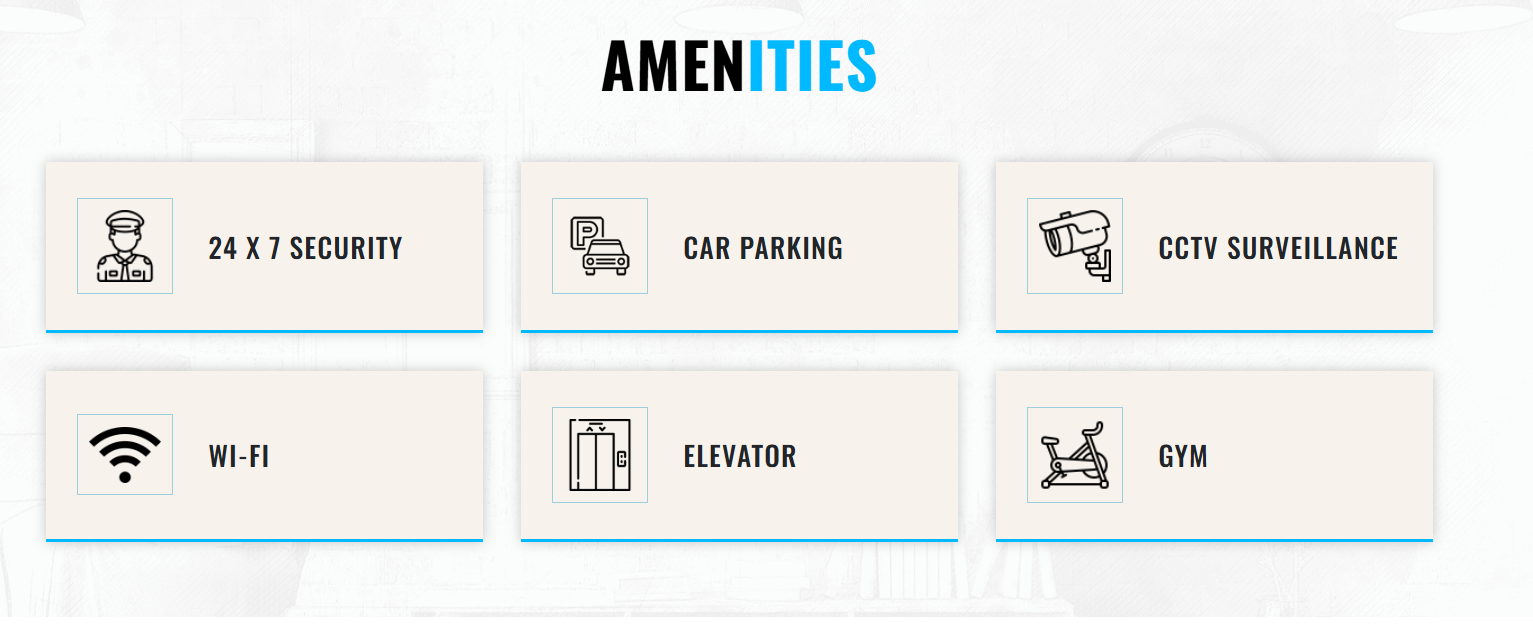 AMENITIES
24 X 7 SECURITY
P
CAR PARKING
CCTV SURVEILLANCE
WI-FI
ELEVATOR
GYM